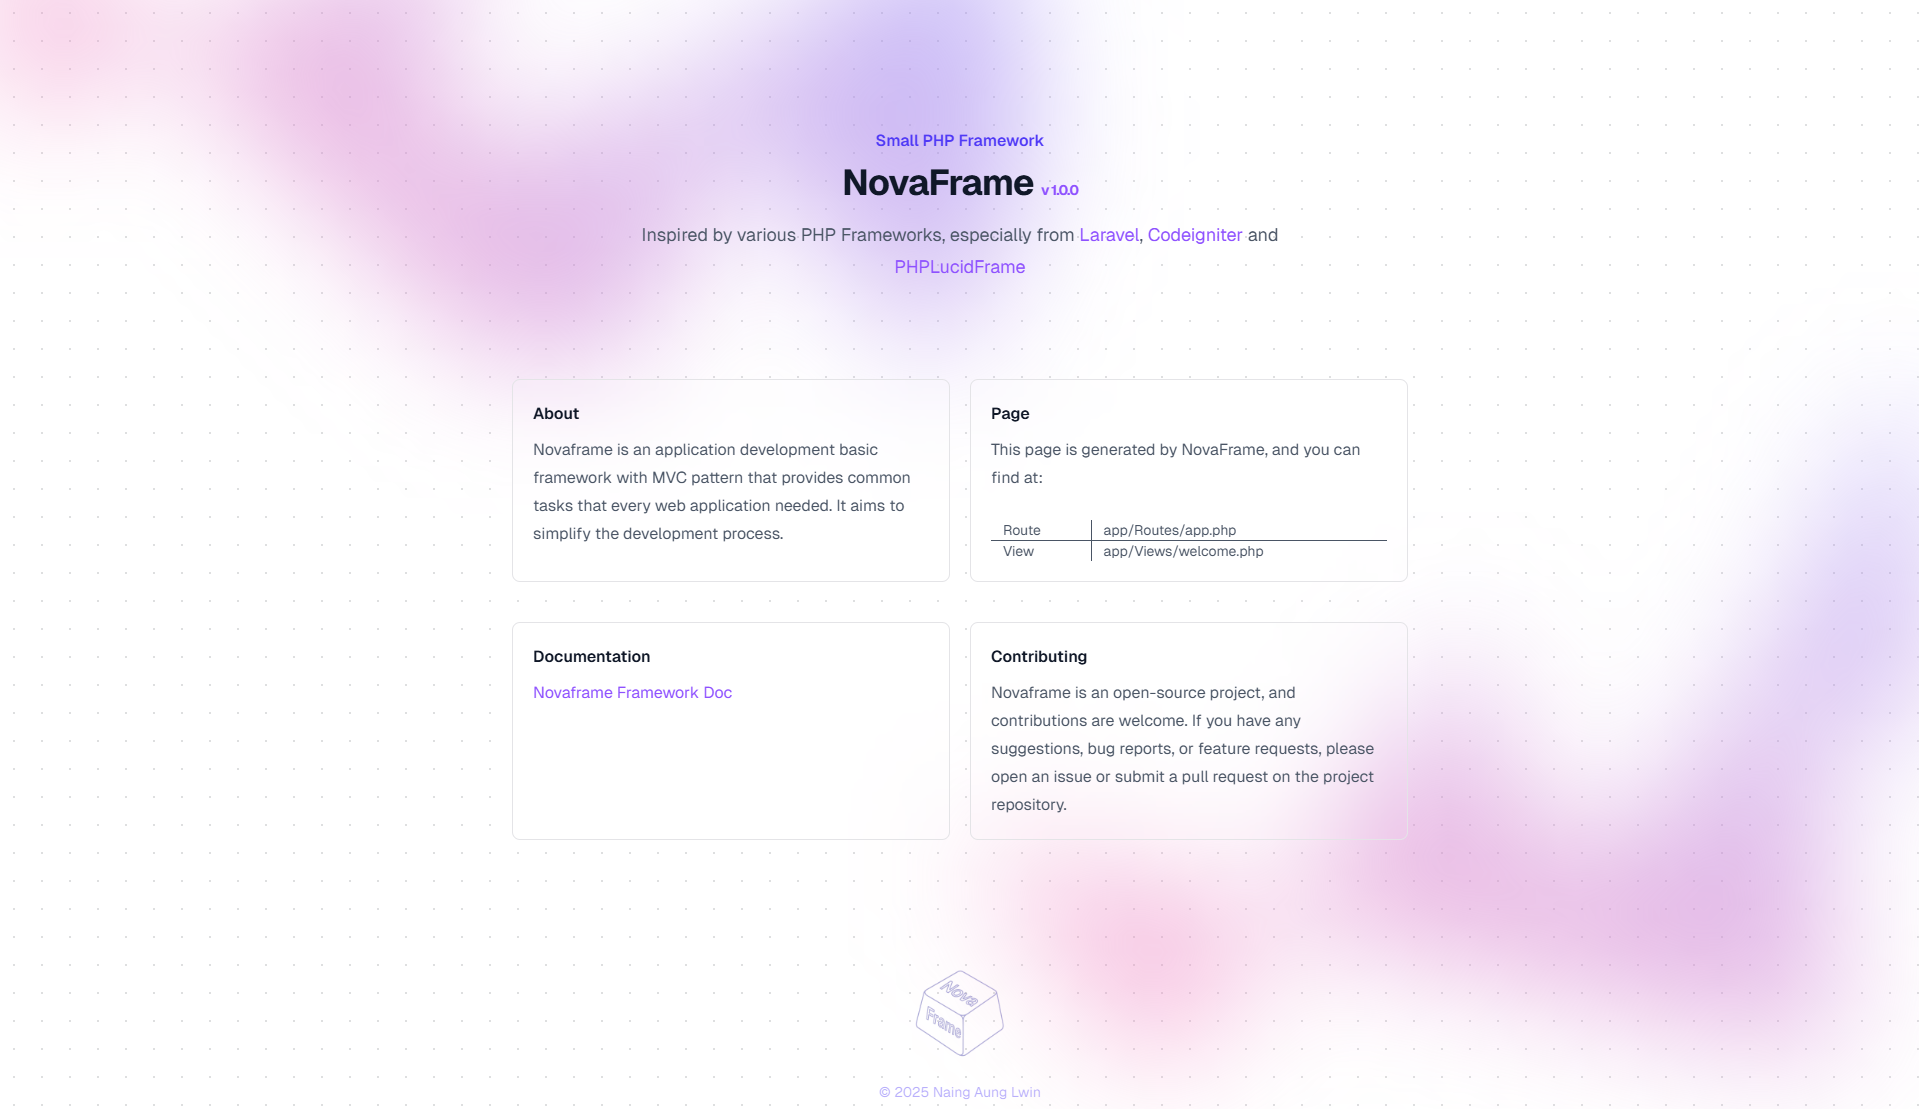 Small PHP Framework
NovaFrame v1.0.0
Inspired by various PHP Frameworks, especially from Laravel, Codeigniter and
PHPLucidFrame
About
Novaframe is an application development basic
framework with MVC pattern that provides common
tasks that every web application needed. It aims to
simplify the development process.
Page
This page is generated by NovaFrame, and you can
find at:
Route app/Routes/app.php
View app/Views/welcome.php
Documentation
Novaframe Framework Doc
Contributing
Novaframe is an open-source project, and
contributions are welcome. If you have any
suggestions, bug reports, or feature requests, please
open an issue or submit a pull request on the project
repository.
Nova
Frame
© 2025 Naing Aung Lwin